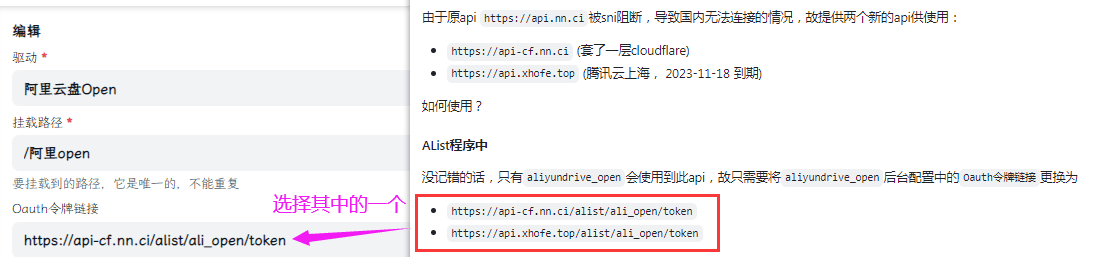 编辑
驱动 *
阿里云盘Open
挂载路径 *
/阿里open
要挂载到的路径，它是唯一的，不能重复
Oauth令牌链接
https://api-cf.nn.ci/alist/ali_open/token
选择其中的一个
由于原api https://api.nn.ci 被sni阻断，导致国内无法连接的情况，故提供两个新的api供使用：
https://api-cf.nn.ci (套了一层cloudflare)
https://api.xhofe.top (腾讯云上海，2023-11-18 到期)
如何使用？
AList程序中
没记错的话，只有 aliyundrive_open 会使用到此api，故只需要将 aliyundrive_open 后台配置中的 Oauth令牌链接 更换为
https://api-cf.nn.ci/alist/ali_open/token
https://api.xhofe.top/alist/ali_open/token